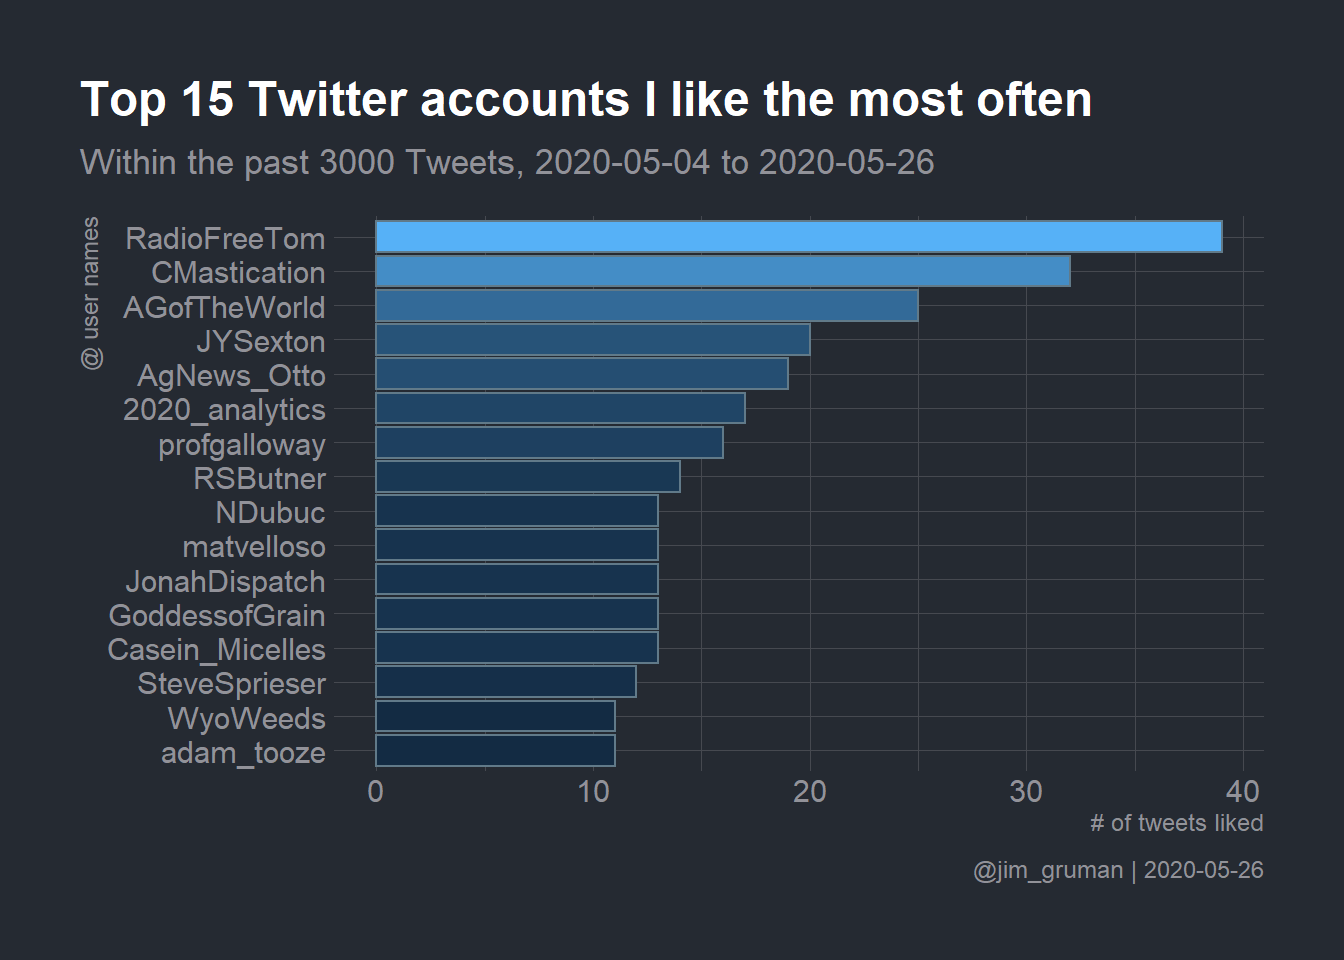 Top 15 Twitter accounts I like the most often
Within the past 3000 Tweets, 2020-05-04 to 2020-05-26
@ user names
RadioFreeTom
CMastication
AGofTheWorld
JYSexton
AgNews_Otto
2020_analytics
profgalloway
RSButner
NDubuc
matvelloso
JonahDispatch
GoddessofGrain
Casein_Micelles
SteveSprieser
WyoWeeds
adam_tooze
0 10 20 30 40
# of tweets liked
@jim_gruman | 2020-05-26